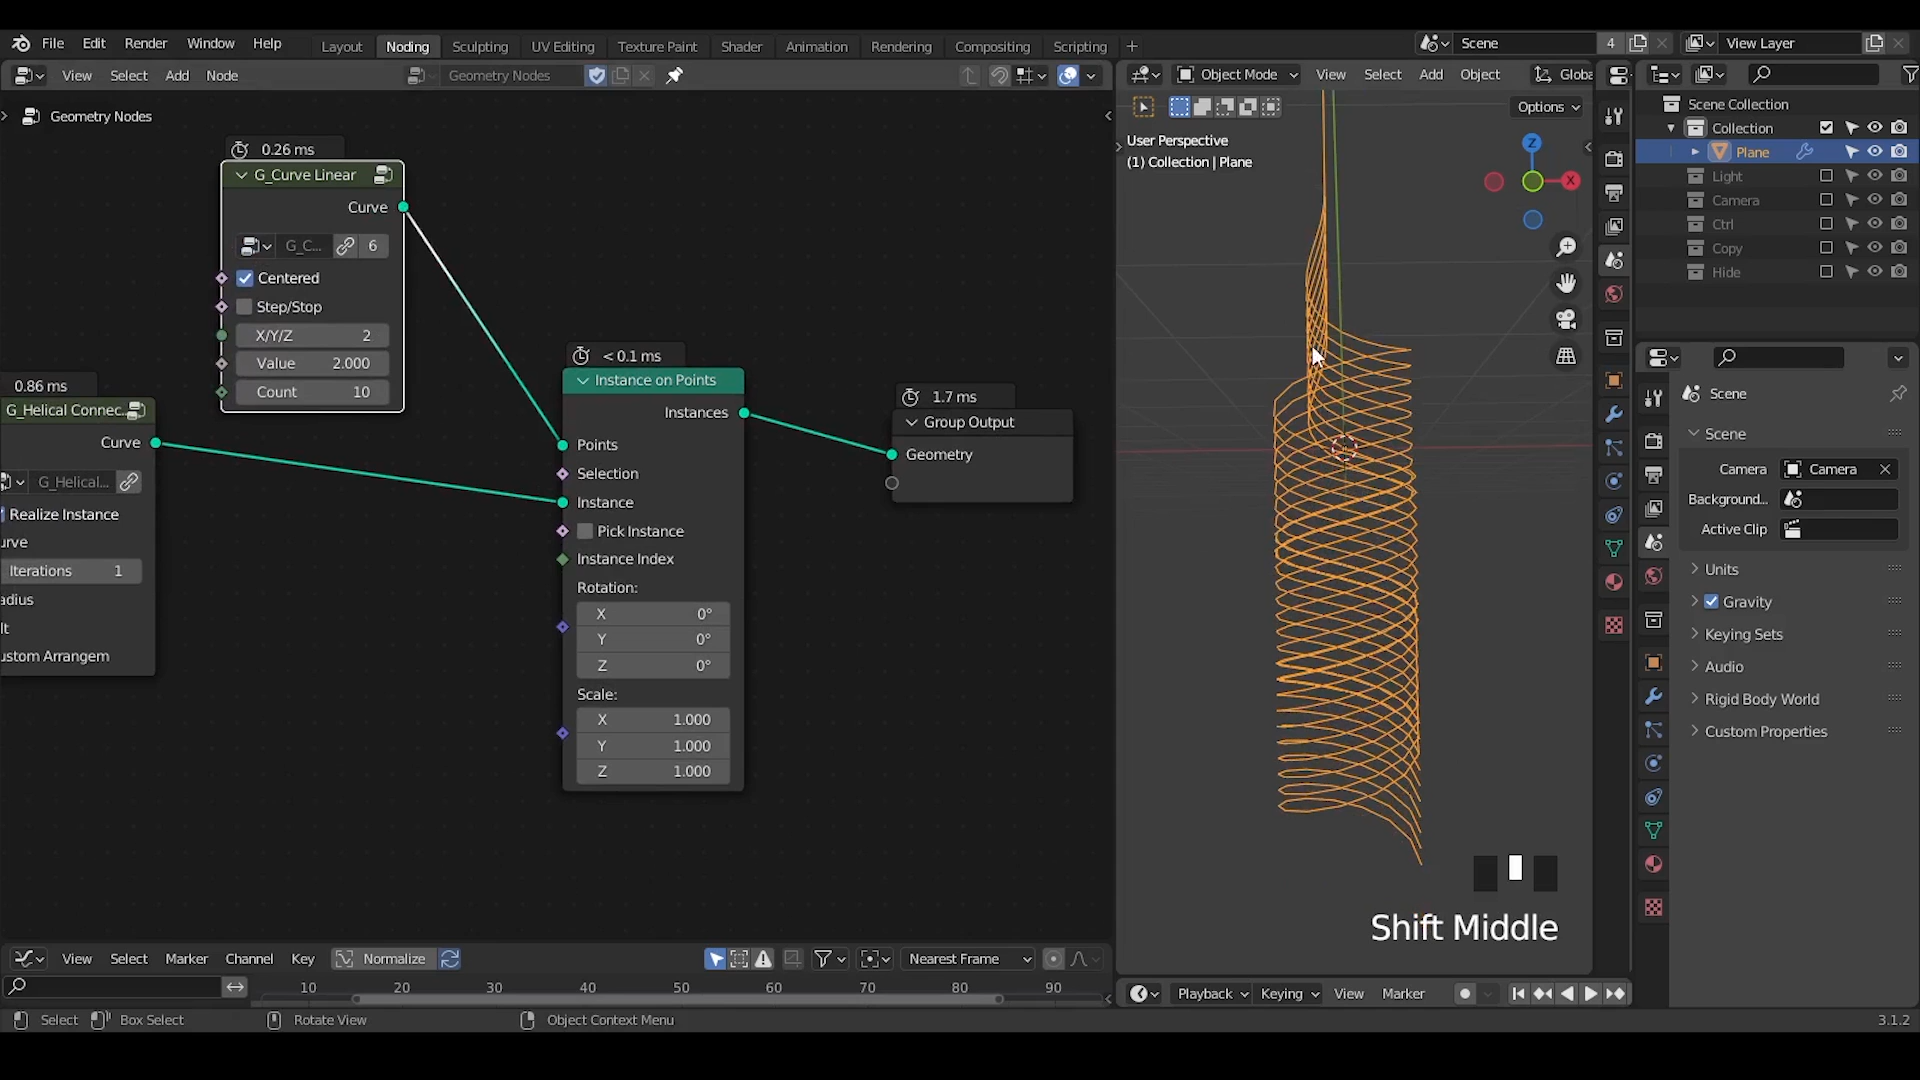 File Edit Render Window Help Layout Noding Sculpting UV Editing Texture Paint Shader Animation Rendering Compositing Scripting + Scene 4 View Layer
View Select Add Node Geometry Nodes Object Mode View Select Add Object Globa
Options
Geometry Nodes
User Perspective
(1) Collection | Plane
Z
X
Scene Collection
Collection
Plane
Light
Camera
Ctrl
Copy
Hide
0.26 ms
G_Curve Linear
Curve
G_C... 6
Centered
Step/Stop
X/Y/Z 2
Value 2.000
Count 10
0.86 ms
G_Helical Connec...
Curve
G_Helical...
Realize Instance
urve
Iterations 1
adius
lt
ustom Arrangem
< 0.1 ms
Instance on Points
Instances
Points
Selection
Instance
Pick Instance
Instance Index
Rotation:
X 0°
Y 0°
Z 0°
Scale:
X 1.000
Y 1.000
Z 1.000
1.7 ms
Group Output
Geometry
Scene
Scene
Camera Camera
Background...
Active Clip
Units
Gravity
Keying Sets
Audio
Rigid Body World
Custom Properties
Shift Middle
View Select Marker Channel Key Normalize Nearest Frame
10 20 30 40 50 60 70 80 90
Playback Keying View Marker
Select Box Select Rotate View Object Context Menu 3.1.2